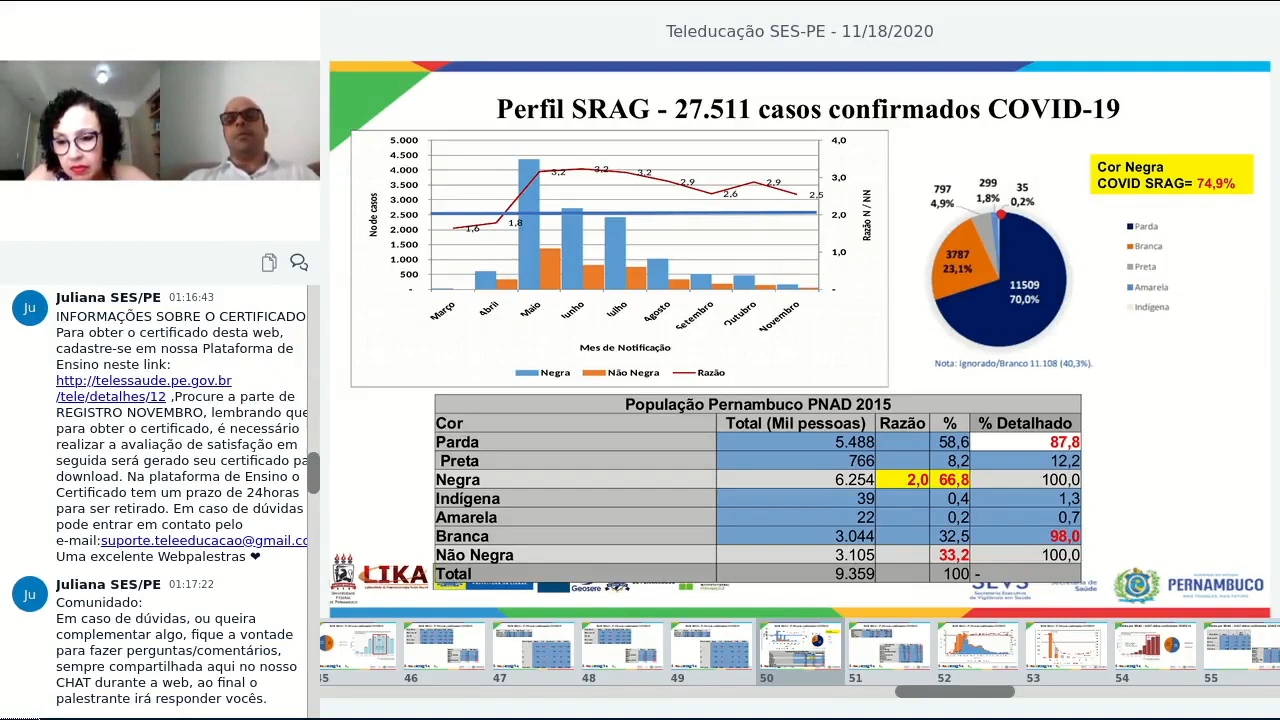 Teleducação SES-PE - 11/18/2020
Ju
Juliana SES/PE 01:16:43
INFORMAÇÕES SOBRE O CERTIFICADO
Para obter o certificado desta web,
cadastre-se em nossa Plataforma de
Ensino neste link:
http://telessaude.pe.gov.br
/tele/detalhes/12 ,Procure a parte de
REGISTRO NOVEMBRO, lembrando que
para obter o certificado, é necessário
realizar a avaliação de satisfação em
seguida será gerado seu certificado pa
download. Na plataforma de Ensino o
Certificado tem um prazo de 24horas
para ser retirado. Em caso de dúvidas
pode entrar em contato pelo
e-mail:suporte.teleeducacao@gmail.co
Uma excelente Webpalestras ❤
Ju
Juliana SES/PE 01:17:22
Comunidado:
Em caso de dúvidas, ou queira
complementar algo, fique a vontade
para fazer perguntas/comentários,
sempre compartilhada aqui no nosso
CHAT durante a web, ao final o
palestrante irá responder vocês.
Perfil SRAG - 27.511 casos confirmados COVID-19
No de casos
5.000
4.500
4.000
3.500
3.000
2.500
2.000
1.500
1.000
500
-
4,0
3,0
2,0
1,0
-
Razão N / NN
1,6
1,8
3,2
3,2
3,2
2,9
2,6
2,9
2,5
Março
Abril
Maio
Junho
Julho
Agosto
Setembro
Outubro
Novembro
Mes de Notificação
Negra Não Negra Razão
Cor Negra
COVID SRAG= 74,9%
797
4,9%
299
1,8%
35
0,2%
3787
23,1%
11509
70,0%
Parda
Branca
Preta
Amarela
Indígena
Nota: Ignorado/Branco 11.108 (40,3%).
População Pernambuco PNAD 2015
Cor Total (Mil pessoas) Razão % % Detalhado
Parda 5.488 58,6 87,8
Preta 766 8,2 12,2
Negra 6.254 2,0 66,8 100,0
Indígena 39 0,4 1,3
Amarela 22 0,2 0,7
Branca 3.044 32,5 98,0
Não Negra 3.105 33,2 100,0
Total 9.359 100 -
LIKA
Geosere
SEVS
Secretaria Executiva
de Vigilância em Saúde
Secretaria de
Saúde
PERNAMBUCO
45 46 47 48 49 50 51 52 53 54 55